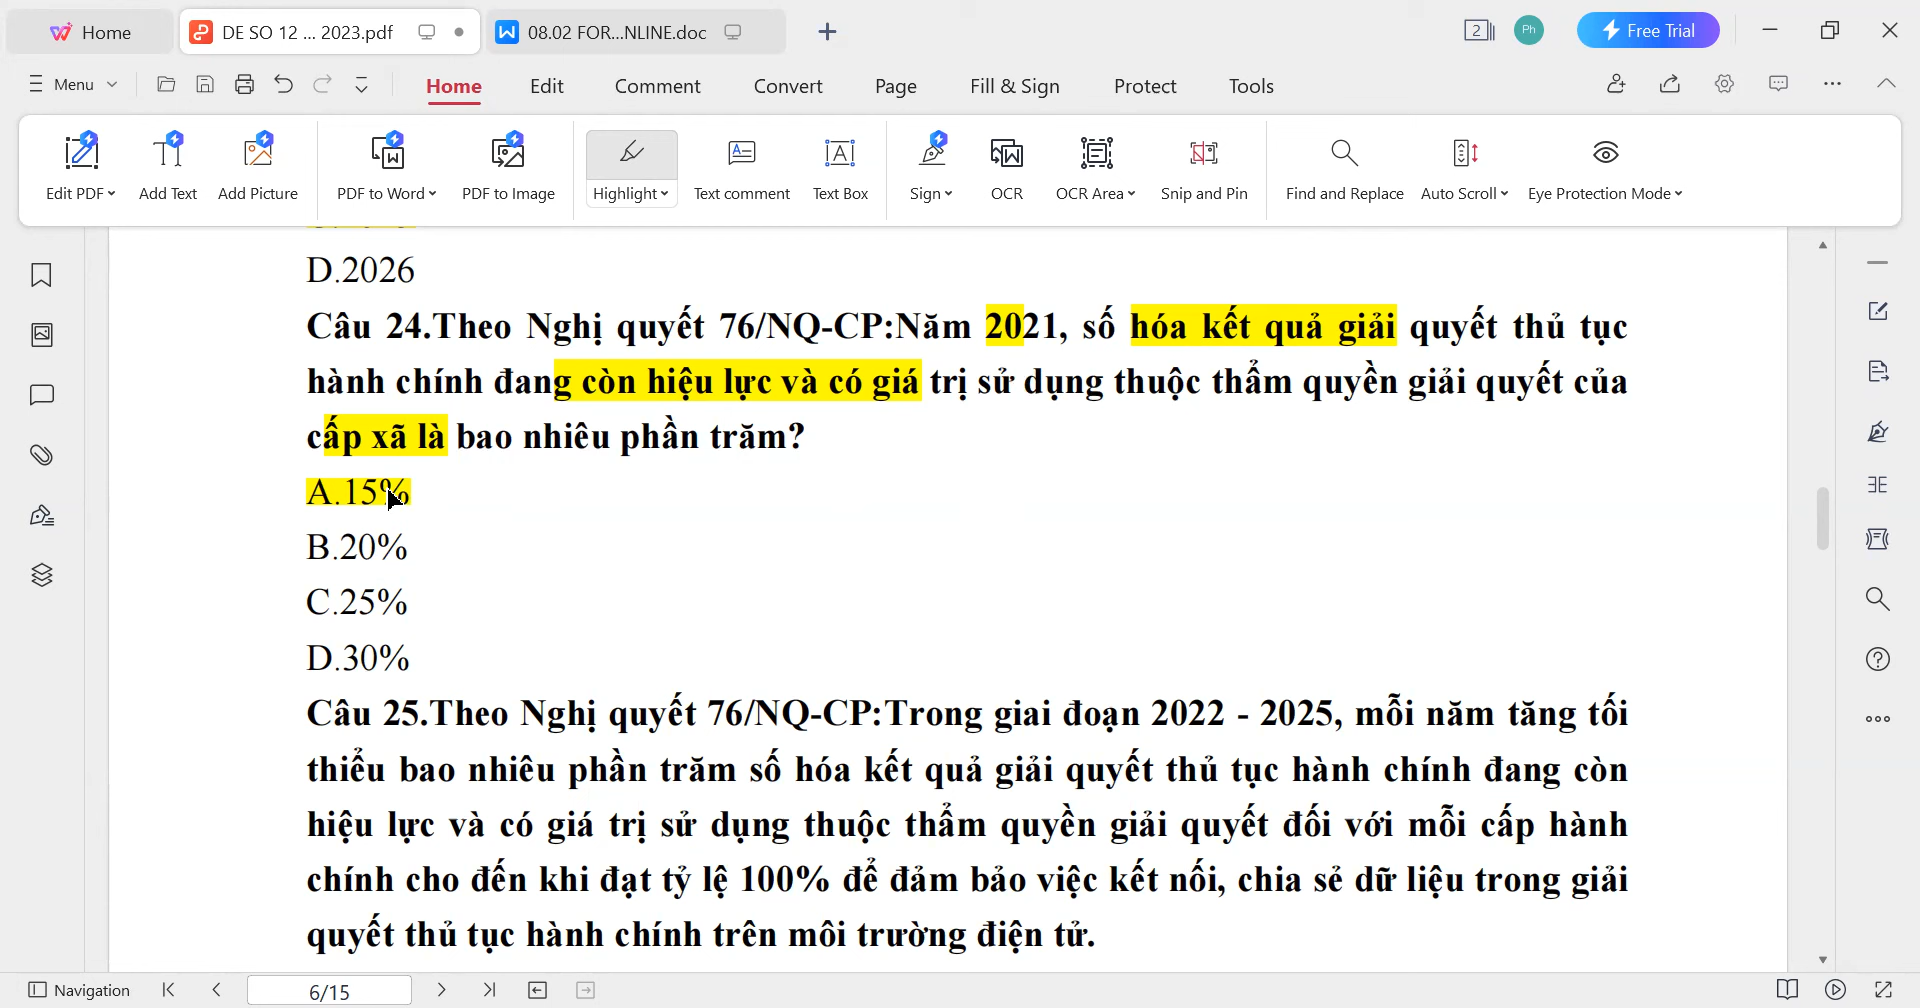 Home
DE SO 12 ... 2023.pdf
08.02 FOR...NLINE.doc
2
Ph
Free Trial
Menu
Home
Edit
Comment
Convert
Page
Fill & Sign
Protect
Tools
Edit PDF
Add Text
Add Picture
PDF to Word
PDF to Image
Highlight
Text comment
Text Box
Sign
OCR
OCR Area
Snip and Pin
Find and Replace
Auto Scroll
Eye Protection Mode
D.2026
Câu 24.Theo Nghị quyết 76/NQ-CP:Năm 2021, số hóa kết quả giải quyết thủ tục
hành chính đang còn hiệu lực và có giá trị sử dụng thuộc thẩm quyền giải quyết của
cấp xã là bao nhiêu phần trăm?
A.15%
B.20%
C.25%
D.30%
Câu 25.Theo Nghị quyết 76/NQ-CP:Trong giai đoạn 2022 - 2025, mỗi năm tăng tối
thiểu bao nhiêu phần trăm số hóa kết quả giải quyết thủ tục hành chính đang còn
hiệu lực và có giá trị sử dụng thuộc thẩm quyền giải quyết đối với mỗi cấp hành
chính cho đến khi đạt tỷ lệ 100% để đảm bảo việc kết nối, chia sẻ dữ liệu trong giải
quyết thủ tục hành chính trên môi trường điện tử.
Navigation
6/15